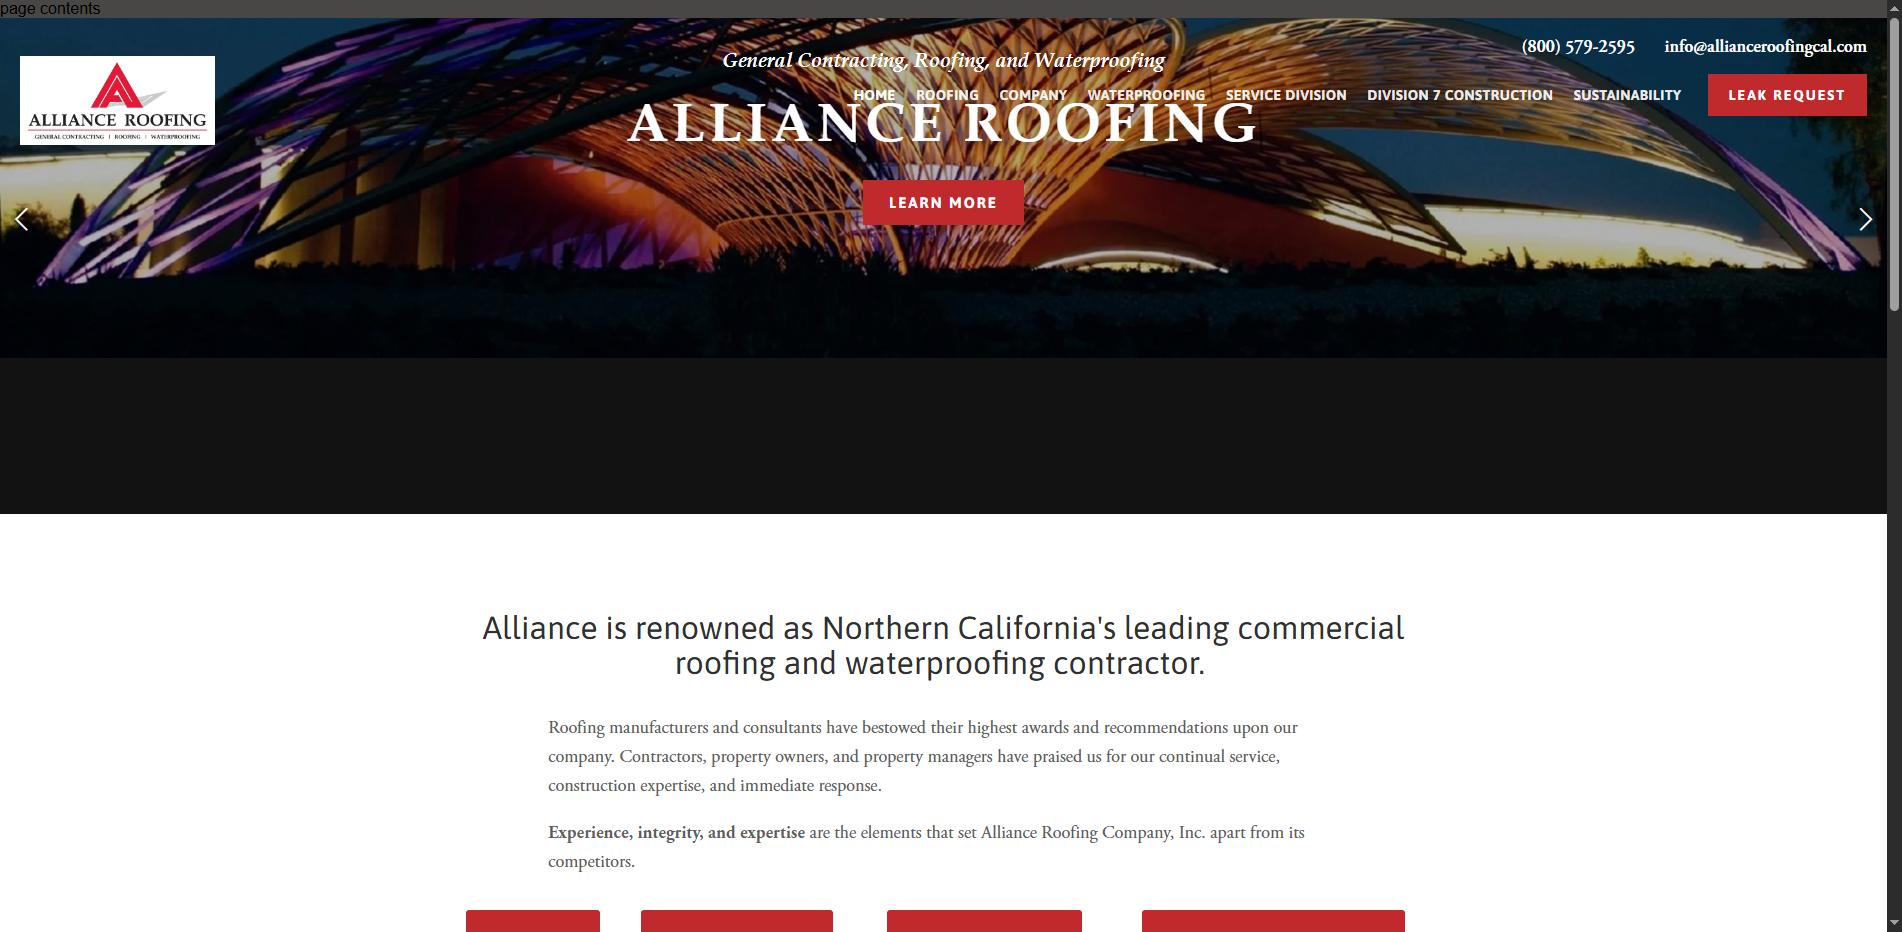 page contents
(800) 579-2595 info@allianceroofingcal.com
General Contracting, Roofing, and Waterproofing
HOME ROOFING COMPANY WATERPROOFING SERVICE DIVISION DIVISION 7 CONSTRUCTION SUSTAINABILITY LEAK REQUEST
ALLIANCE ROOFING
GENERAL CONTRACTING | ROOFING | WATERPROOFING
ALLIANCE ROOFING
LEARN MORE
Alliance is renowned as Northern California's leading commercial
roofing and waterproofing contractor.
Roofing manufacturers and consultants have bestowed their highest awards and recommendations upon our
company. Contractors, property owners, and property managers have praised us for our continual service,
construction expertise, and immediate response.
Experience, integrity, and expertise are the elements that set Alliance Roofing Company, Inc. apart from its
competitors.